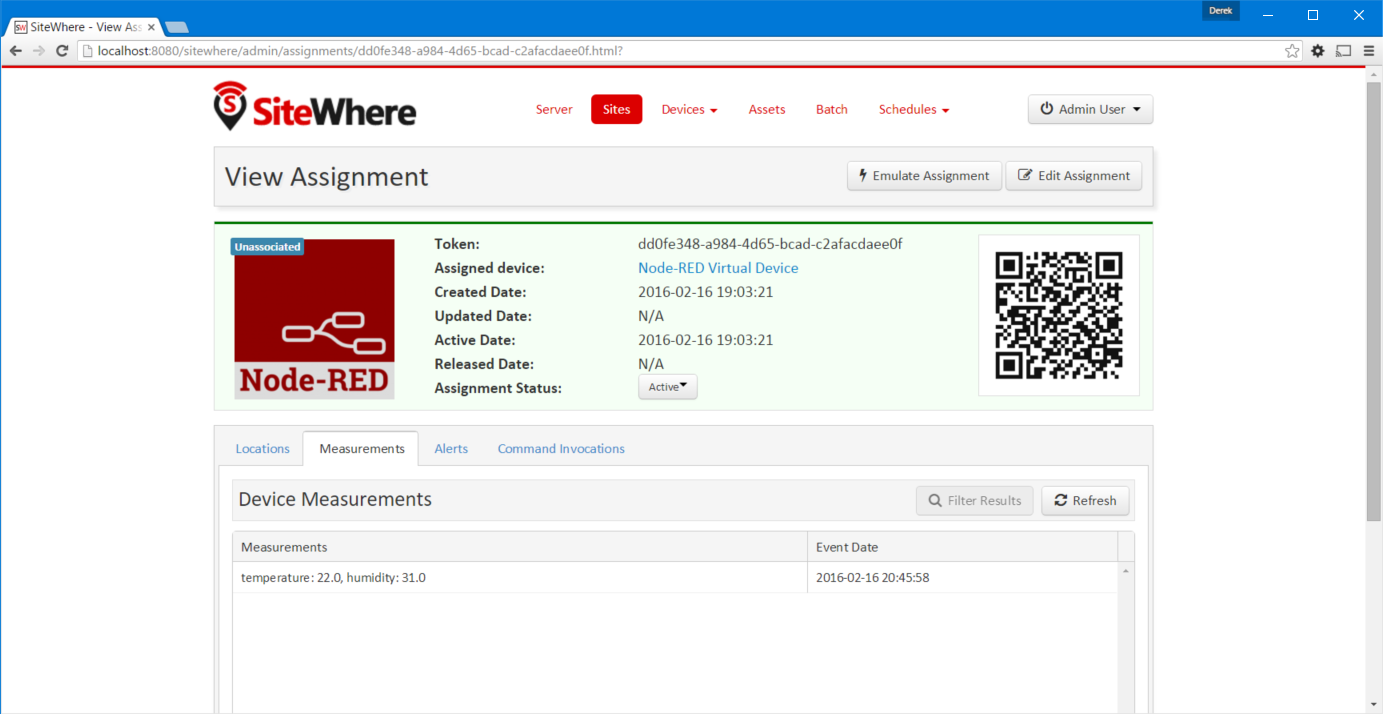 Derek
SW SiteWhere - View Ass
localhost:8080/sitewhere/admin/assignments/dd0fe348-a984-4d65-bcad-c2afacdaee0f.html?
S SiteWhere Server Sites Devices Assets Batch Schedules Admin User
View Assignment Emulate Assignment Edit Assignment
Unassociated
Node-RED
Token: dd0fe348-a984-4d65-bcad-c2afacdaee0f
Assigned device: Node-RED Virtual Device
Created Date: 2016-02-16 19:03:21
Updated Date: N/A
Active Date: 2016-02-16 19:03:21
Released Date: N/A
Assignment Status: Active
Locations Measurements Alerts Command Invocations
Device Measurements Filter Results Refresh
Measurements Event Date
temperature: 22.0, humidity: 31.0 2016-02-16 20:45:58